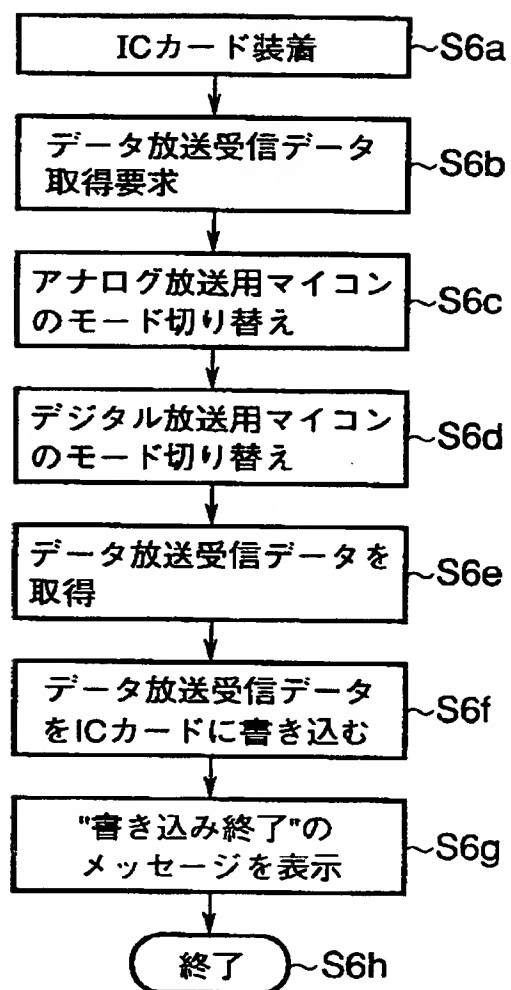 ICカード装着 ~S6a
データ放送受信データ
取得要求 ~S6b
アナログ放送用マイコン
のモード切り替え ~S6c
デジタル放送用マイコン
のモード切り替え ~S6d
データ放送受信データを
取得 ~S6e
データ放送受信データ
をICカードに書き込む ~S6f
"書き込み終了"の
メッセージを表示 ~S6g
終了 ~S6h